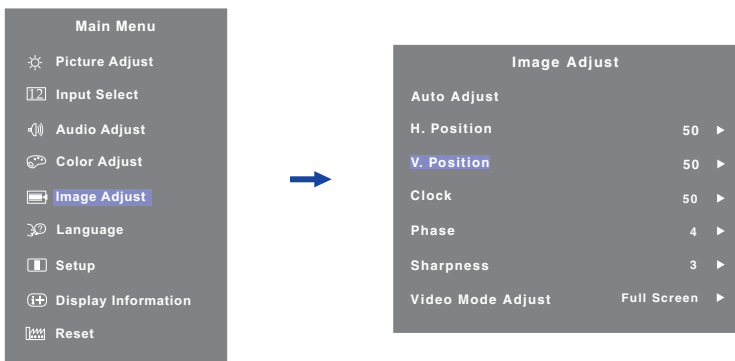 Main Menu
Picture Adjust
12 Input Select
Audio Adjust
Color Adjust
Image Adjust
? Language
Setup
i+ Display Information
Reset
Image Adjust
Auto Adjust
H. Position 50
V. Position 50
Clock 50
Phase 4
Sharpness 3
Video Mode Adjust Full Screen